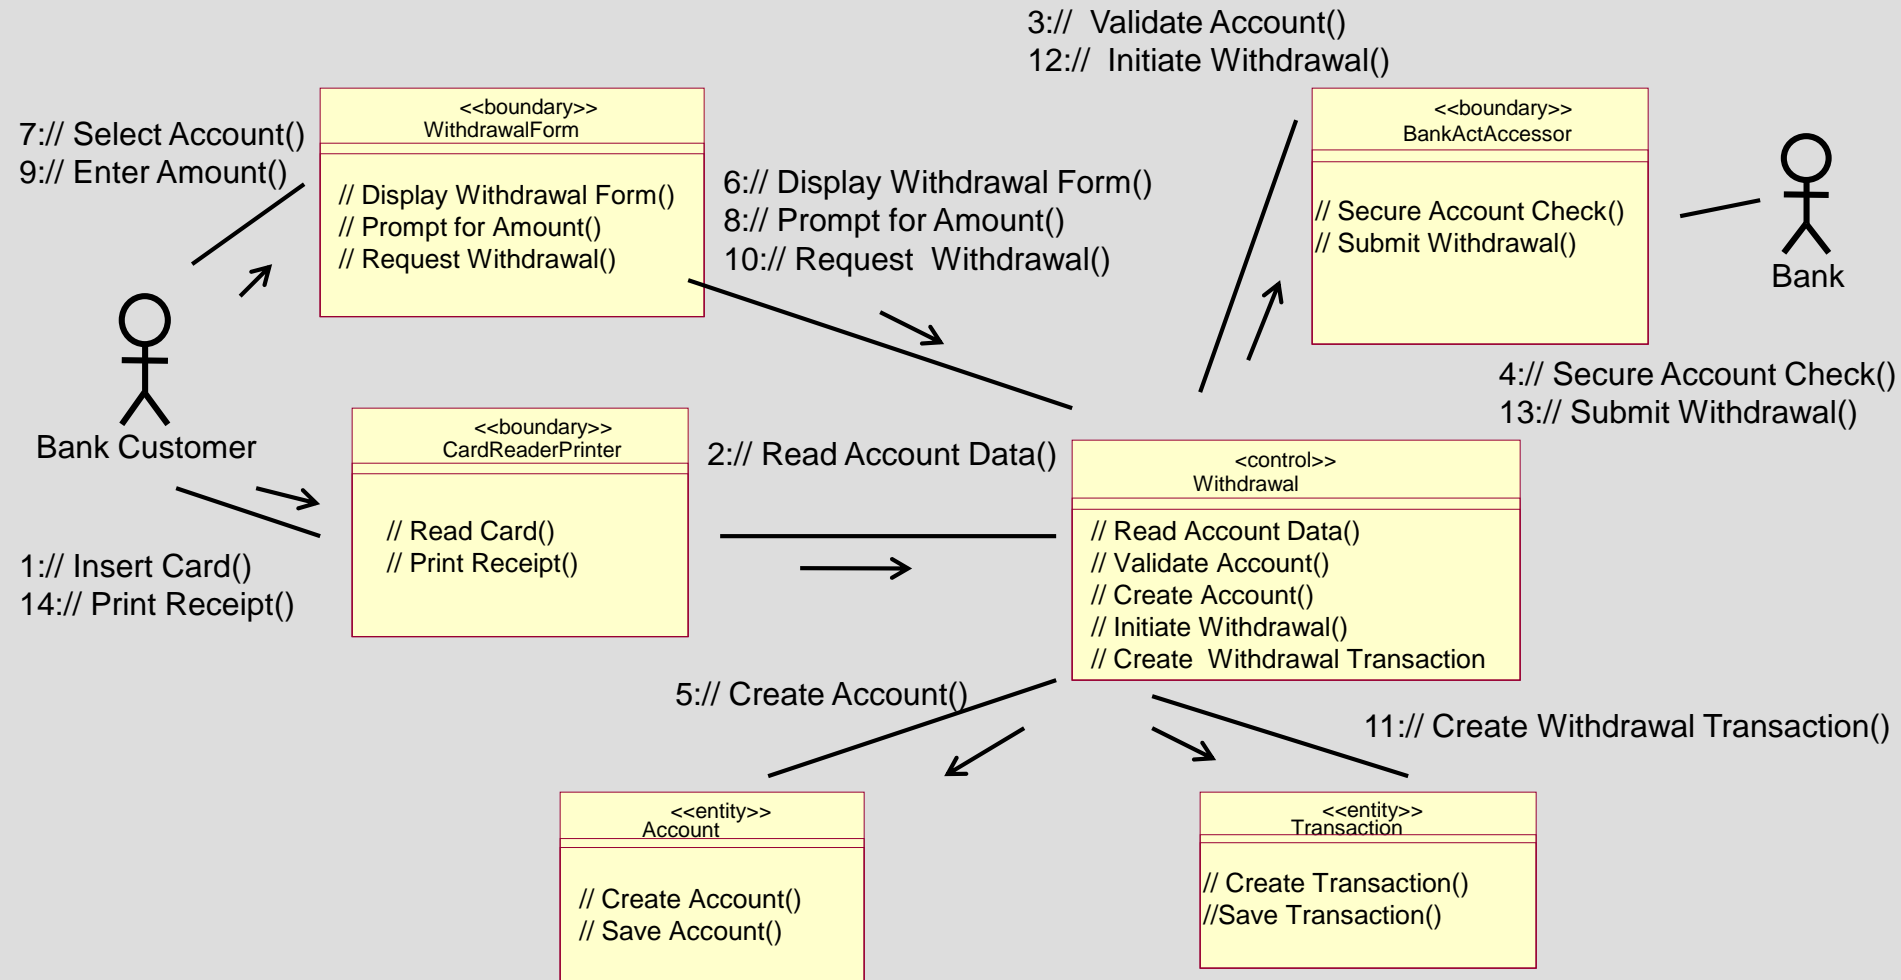 3:// Validate Account()
12:// Initiate Withdrawal()
7:// Select Account()
9:// Enter Amount()
<<boundary>>
WithdrawalForm
// Display Withdrawal Form()
// Prompt for Amount()
// Request Withdrawal()
6:// Display Withdrawal Form()
8:// Prompt for Amount()
10:// Request Withdrawal()
<<boundary>>
BankActAccessor
// Secure Account Check()
// Submit Withdrawal()
Bank
4:// Secure Account Check()
13:// Submit Withdrawal()
Bank Customer
1:// Insert Card()
14:// Print Receipt()
<<boundary>>
CardReaderPrinter
// Read Card()
// Print Receipt()
2:// Read Account Data()
<control>>
Withdrawal
// Read Account Data()
// Validate Account()
// Create Account()
// Initiate Withdrawal()
// Create Withdrawal Transaction
5:// Create Account()
11:// Create Withdrawal Transaction()
<<entity>>
Account
// Create Account()
// Save Account()
<<entity>>
Transaction
// Create Transaction()
//Save Transaction()